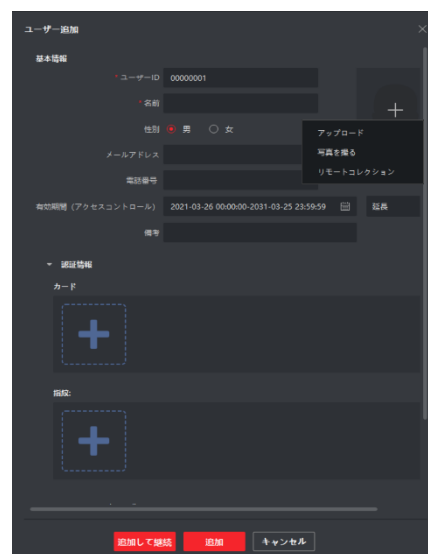 ユーザー追加
基本情報
* ユーザーID 00000001
* 名前
性別 男 女
アップロード
写真を撮る
リモートコレクション
メールアドレス
電話番号
有効期間 (アクセスコントロール) 2021-03-26 00:00:00-2031-03-25 23:59:59 延長
備考
認証情報
カード
指紋:
追加して継続 追加 キャンセル